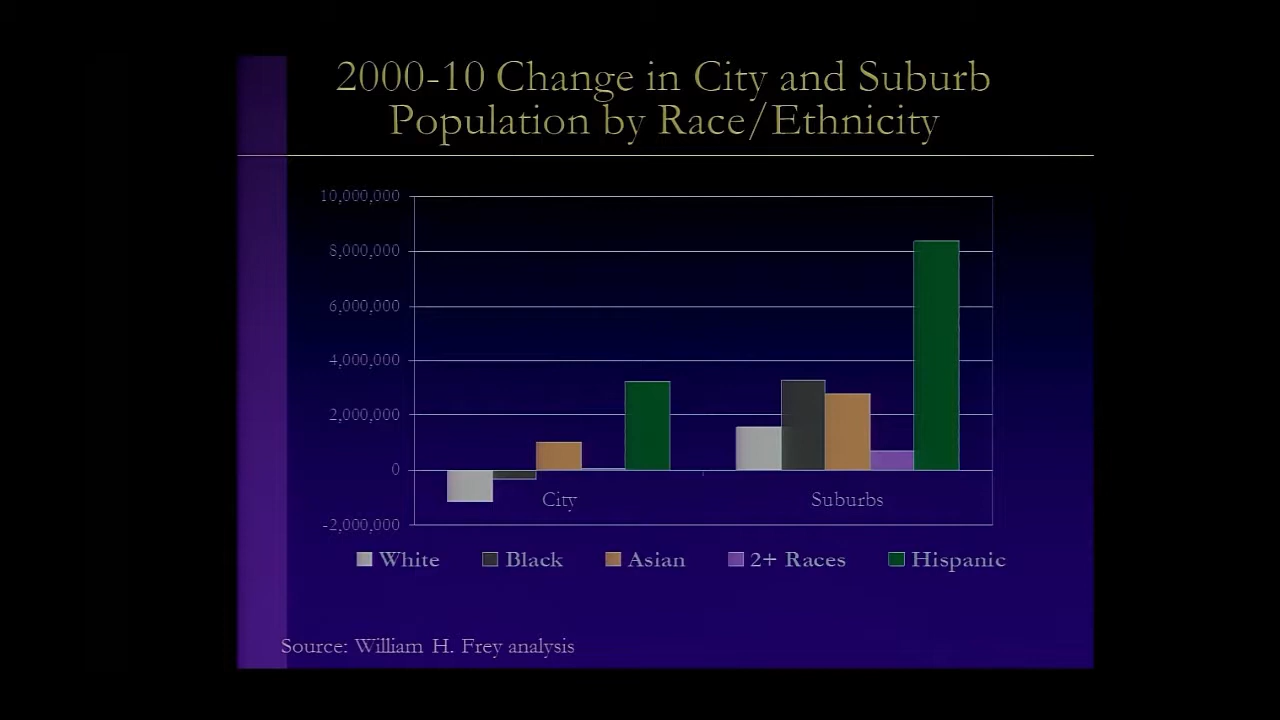 2000-10 Change in City and Suburb
Population by Race/Ethnicity
10,000,000
8,000,000
6,000,000
4,000,000
2,000,000
0
-2,000,000
City
Suburbs
White
Black
Asian
2+ Races
Hispanic
Source: William H. Frey analysis